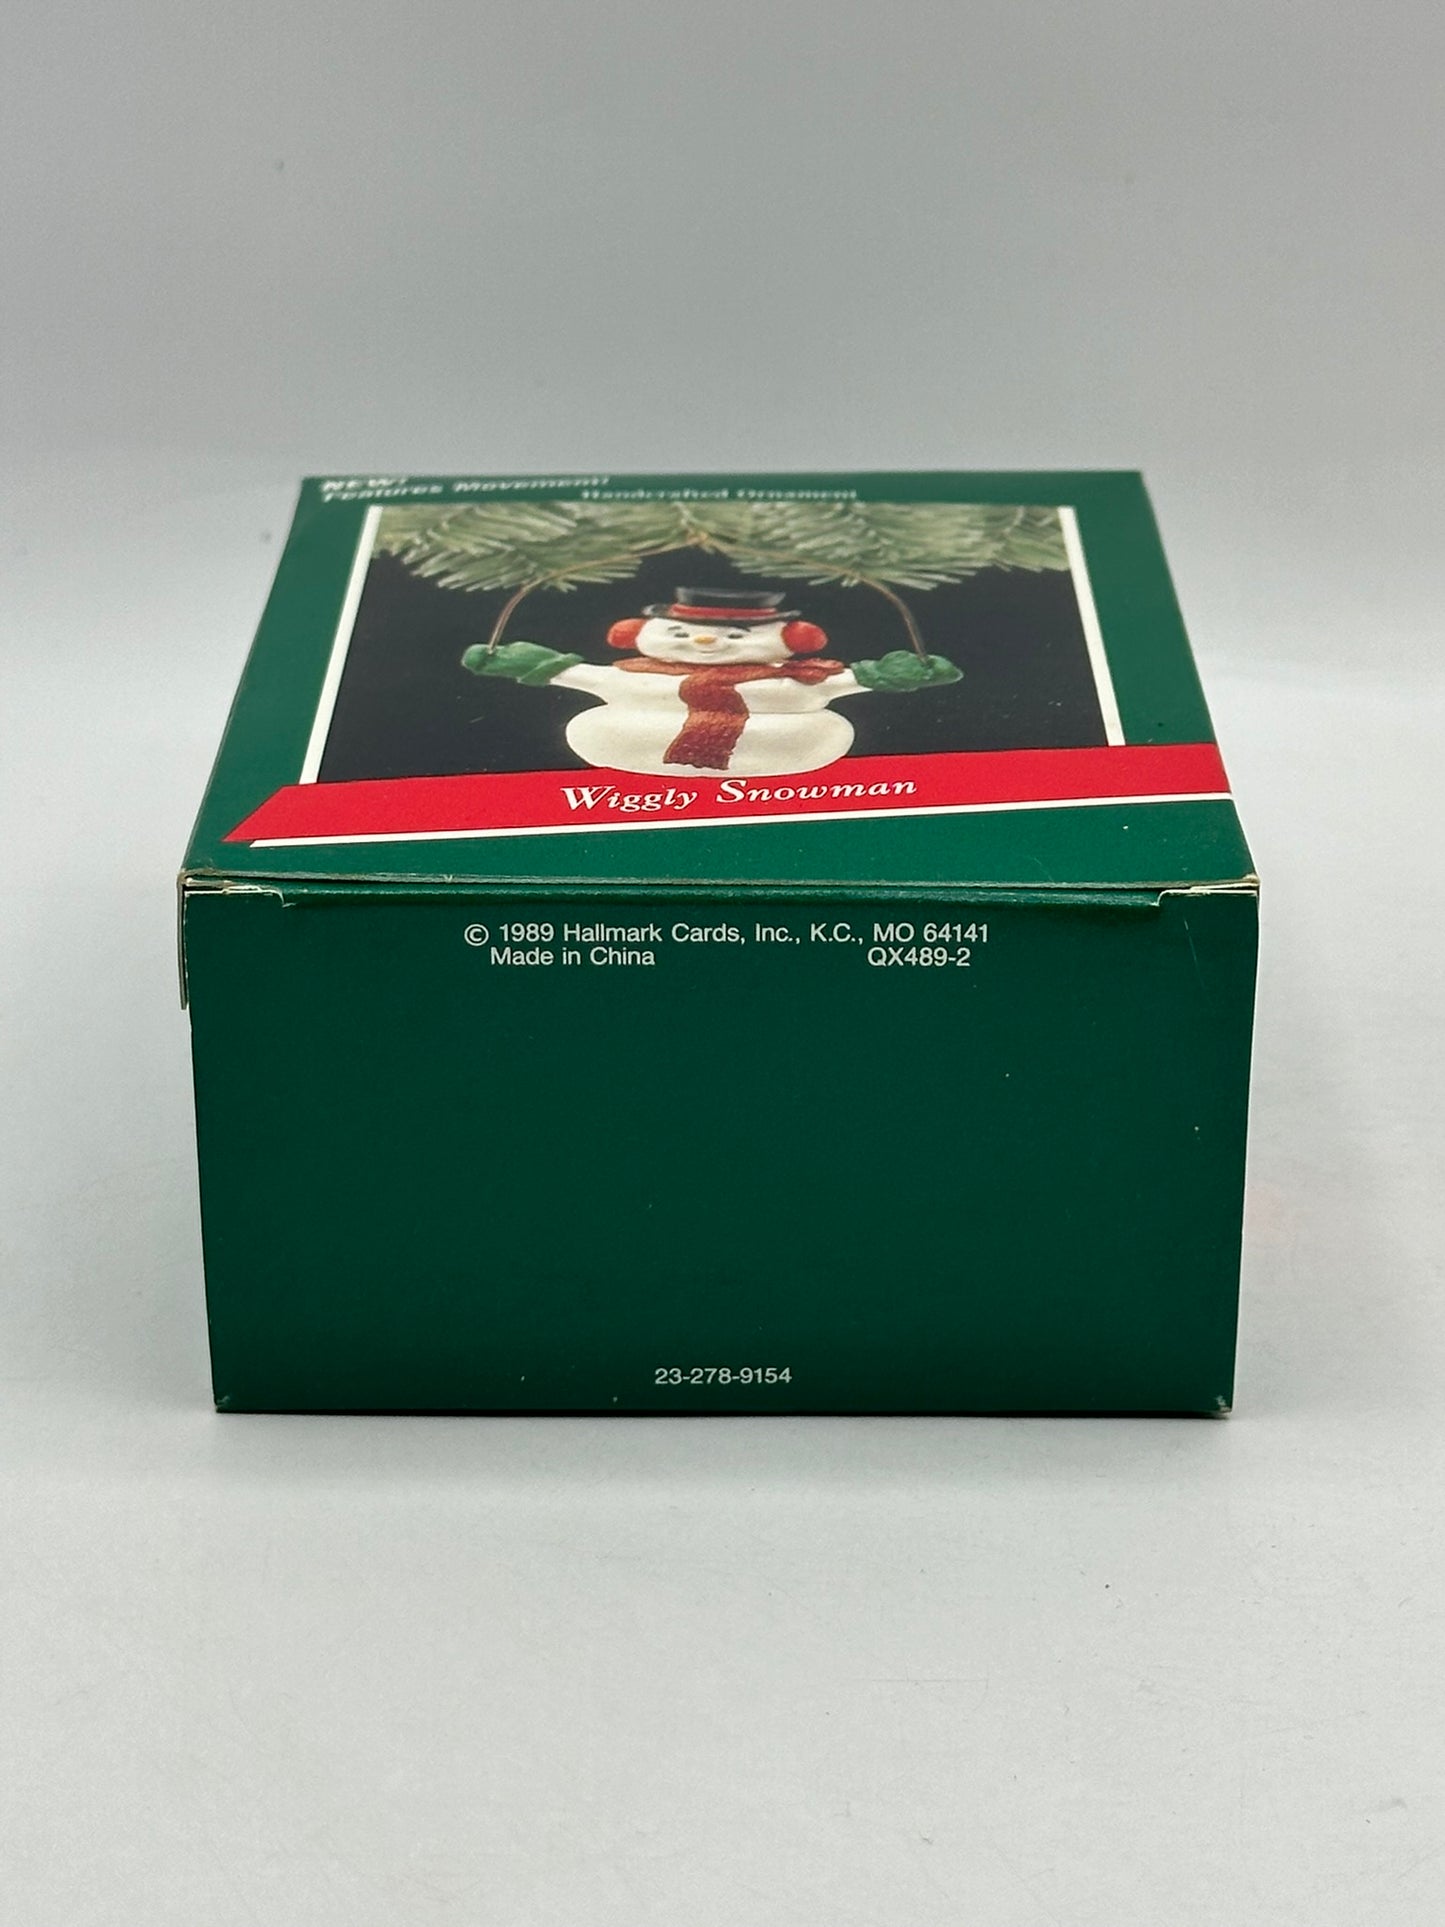 NEW!
Features Movement!
Handcrafted Ornament
Wiggly Snowman
© 1989 Hallmark Cards, Inc., K.C., MO 64141
Made in China QX489-2
23-278-9154